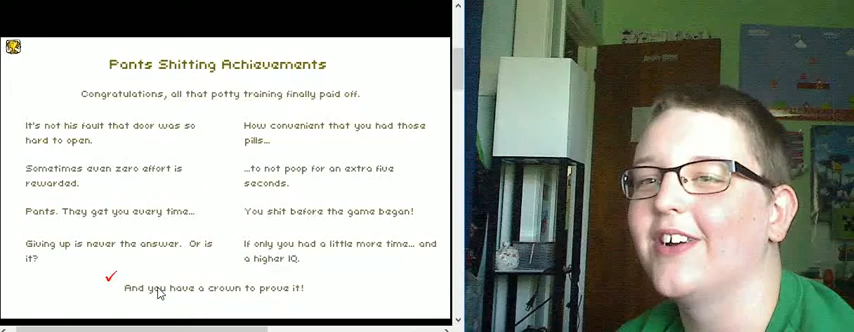 Pants Shitting Achievements
Congratulations, all that potty training finally paid off.
It's not his fault that door was so
hard to open.
How convenient that you had those
pills...
Sometimes even zero effort is
rewarded.
...to not poop for an extra five
seconds.
Pants. They get you every time...
You shit before the game began!
Giving up is never the answer. Or is
it?
If only you had a little more time... and
a higher IQ.
And you have a crown to prove it!